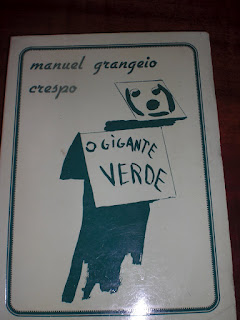 manuel grangeio
crespo
O GIGANTE
VERDE